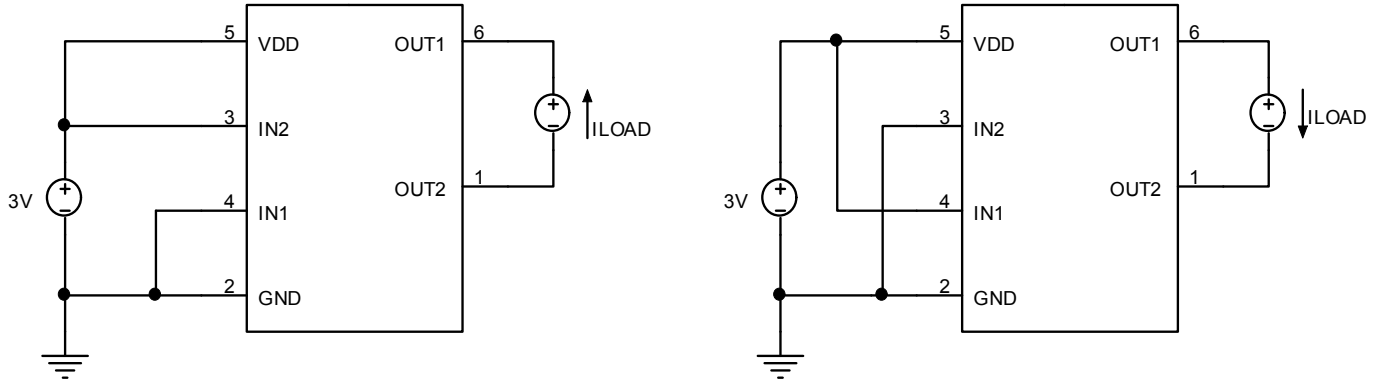 5 VDD OUT1 6
3 IN2
ILOAD
OUT2 1
3V
4 IN1
2 GND
5 VDD OUT1 6
3 IN2
ILOAD
OUT2 1
3V
4 IN1
2 GND